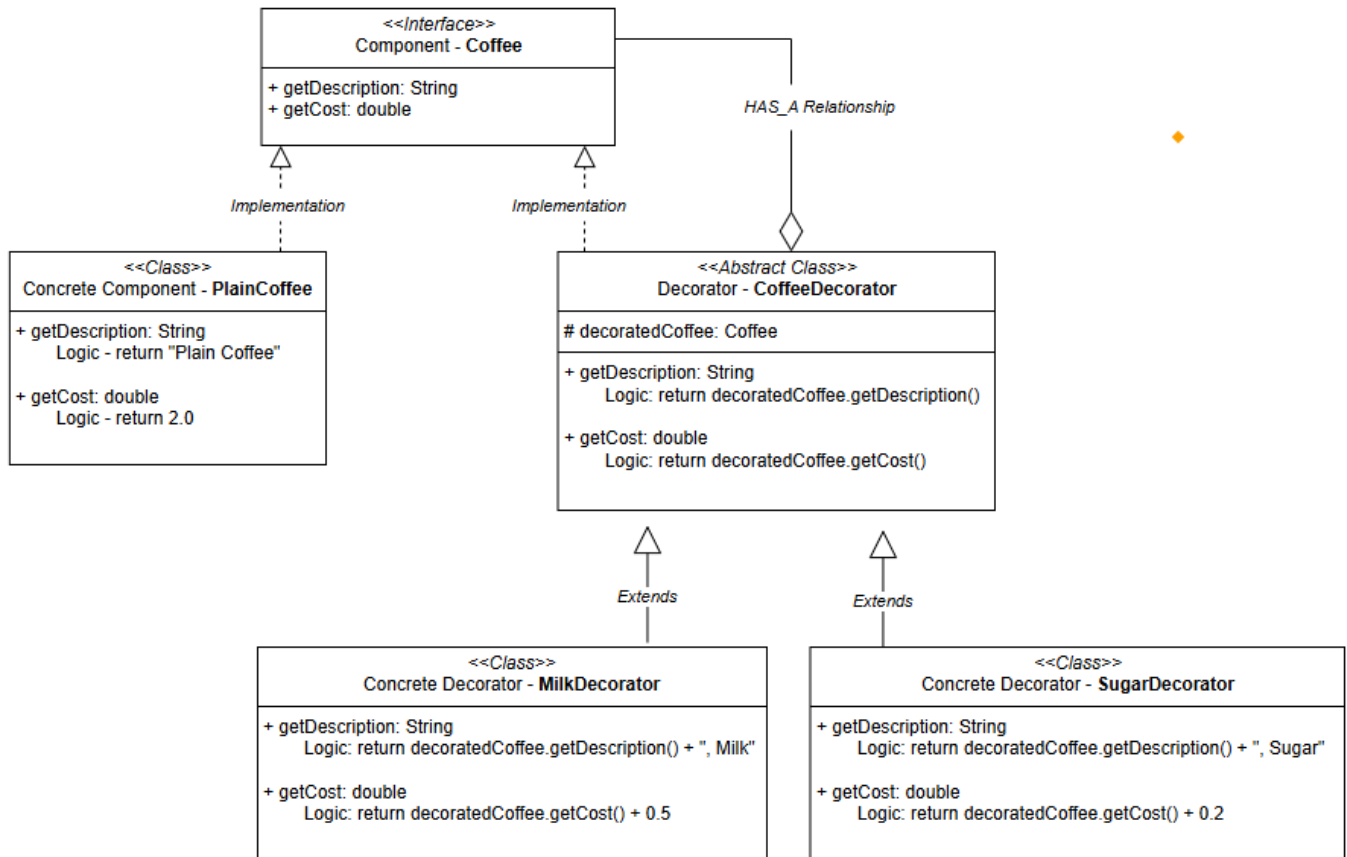 <<Interface>>
Component - Coffee
+ getDescription: String
+ getCost: double
HAS_A Relationship
Implementation
Implementation
<<Class>>
Concrete Component - PlainCoffee
+ getDescription: String
Logic - return "Plain Coffee"
+ getCost: double
Logic - return 2.0
<<Abstract Class>>
Decorator - CoffeeDecorator
# decoratedCoffee: Coffee
+ getDescription: String
Logic: return decoratedCoffee.getDescription()
+ getCost: double
Logic: return decoratedCoffee.getCost()
Extends
Extends
<<Class>>
Concrete Decorator - MilkDecorator
+ getDescription: String
Logic: return decoratedCoffee.getDescription() + ", Milk"
+ getCost: double
Logic: return decoratedCoffee.getCost() + 0.5
<<Class>>
Concrete Decorator - SugarDecorator
+ getDescription: String
Logic: return decoratedCoffee.getDescription() + ", Sugar"
+ getCost: double
Logic: return decoratedCoffee.getCost() + 0.2